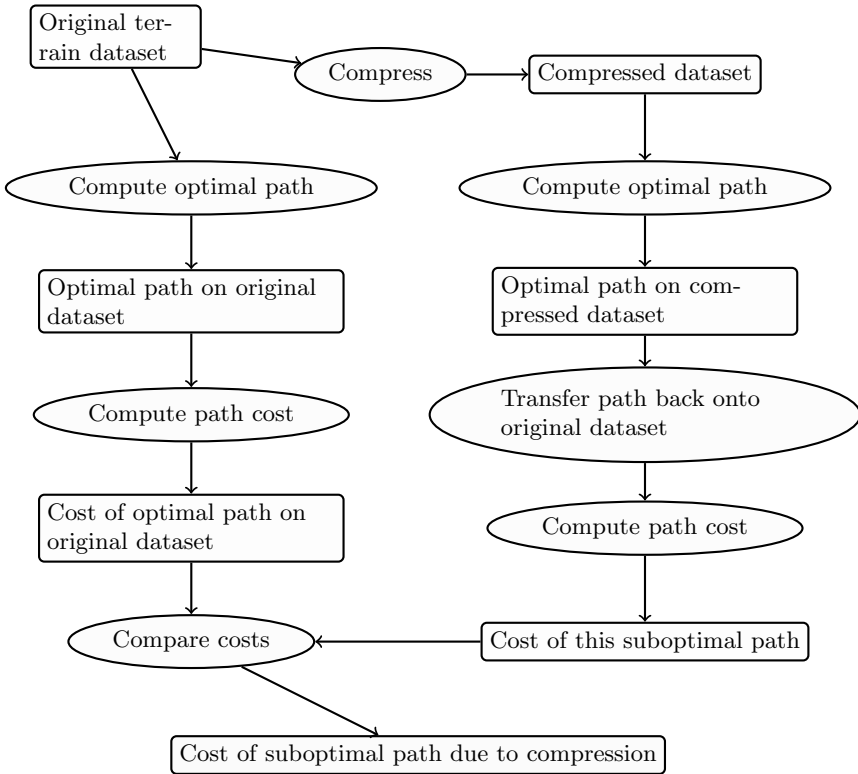 Original ter-
rain dataset
Compress
Compressed dataset
Compute optimal path
Compute optimal path
Optimal path on original
dataset
Optimal path on com-
pressed dataset
Compute path cost
Transfer path back onto
original dataset
Cost of optimal path on
original dataset
Compute path cost
Compare costs
Cost of this suboptimal path
Cost of suboptimal path due to compression